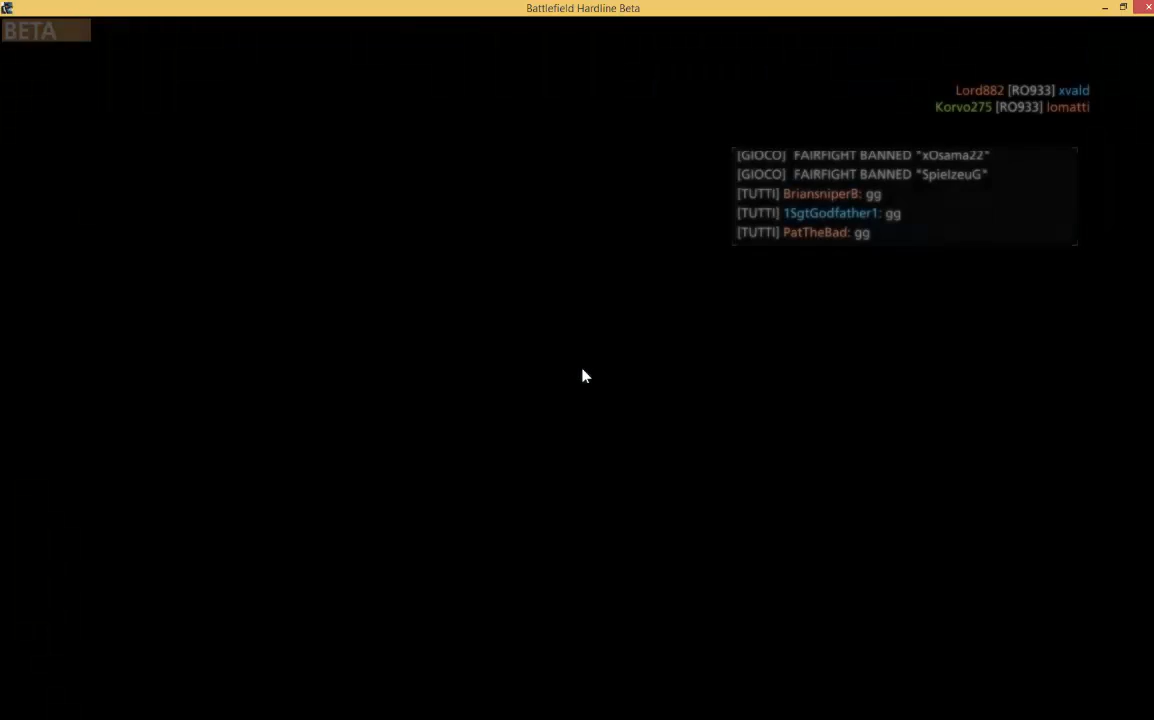 Battlefield Hardline Beta
BETA
Lord882 [RO933] xvald
Korvo275 [RO933] lomatti
[GIOCO] FAIRFIGHT BANNED "xOsama22"
[GIOCO] FAIRFIGHT BANNED "SpielzeuG"
[TUTTI] BriansniperB: gg
[TUTTI] 1SgtGodfather1: gg
[TUTTI] PatTheBad: gg